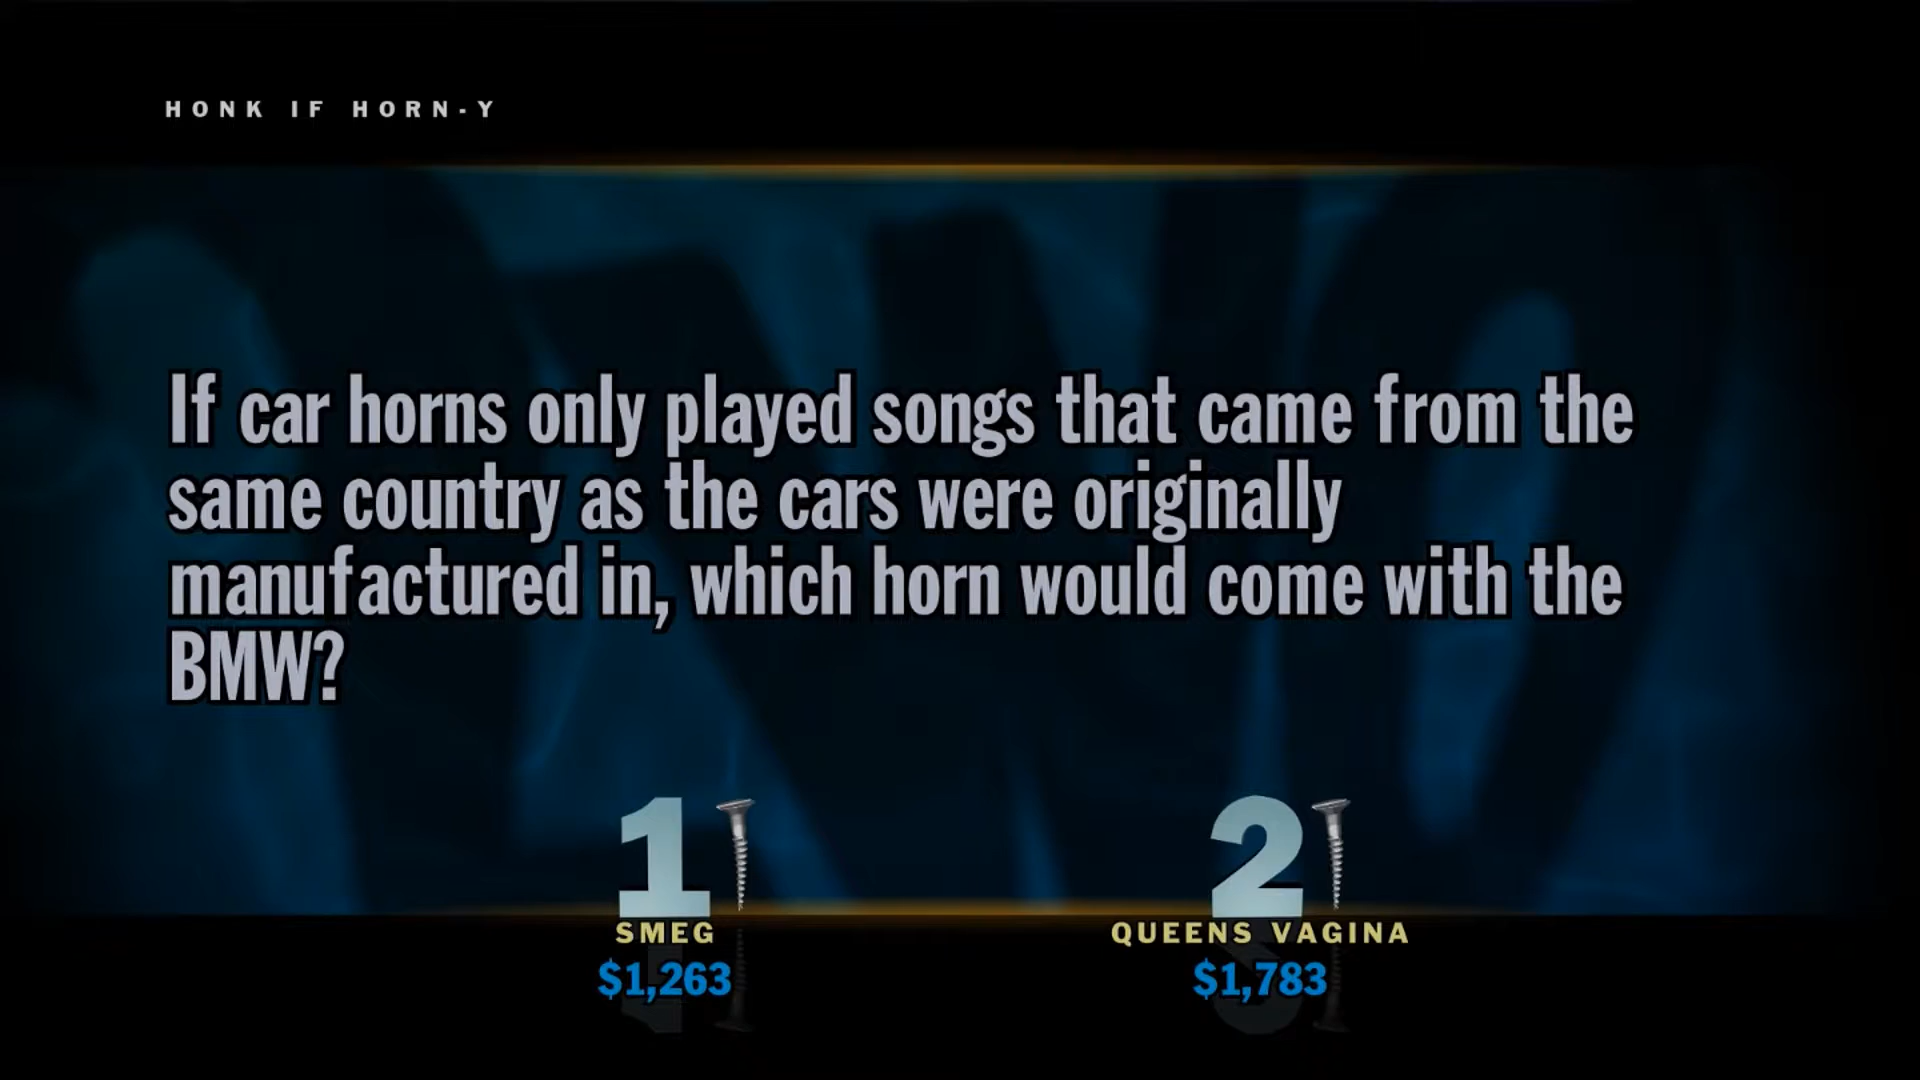 HONK IF HORN-Y
If car horns only played songs that came from the
same country as the cars were originally
manufactured in, which horn would come with the
BMW?
1 2
SMEG QUEENS VAGINA
$1,263 $1,783